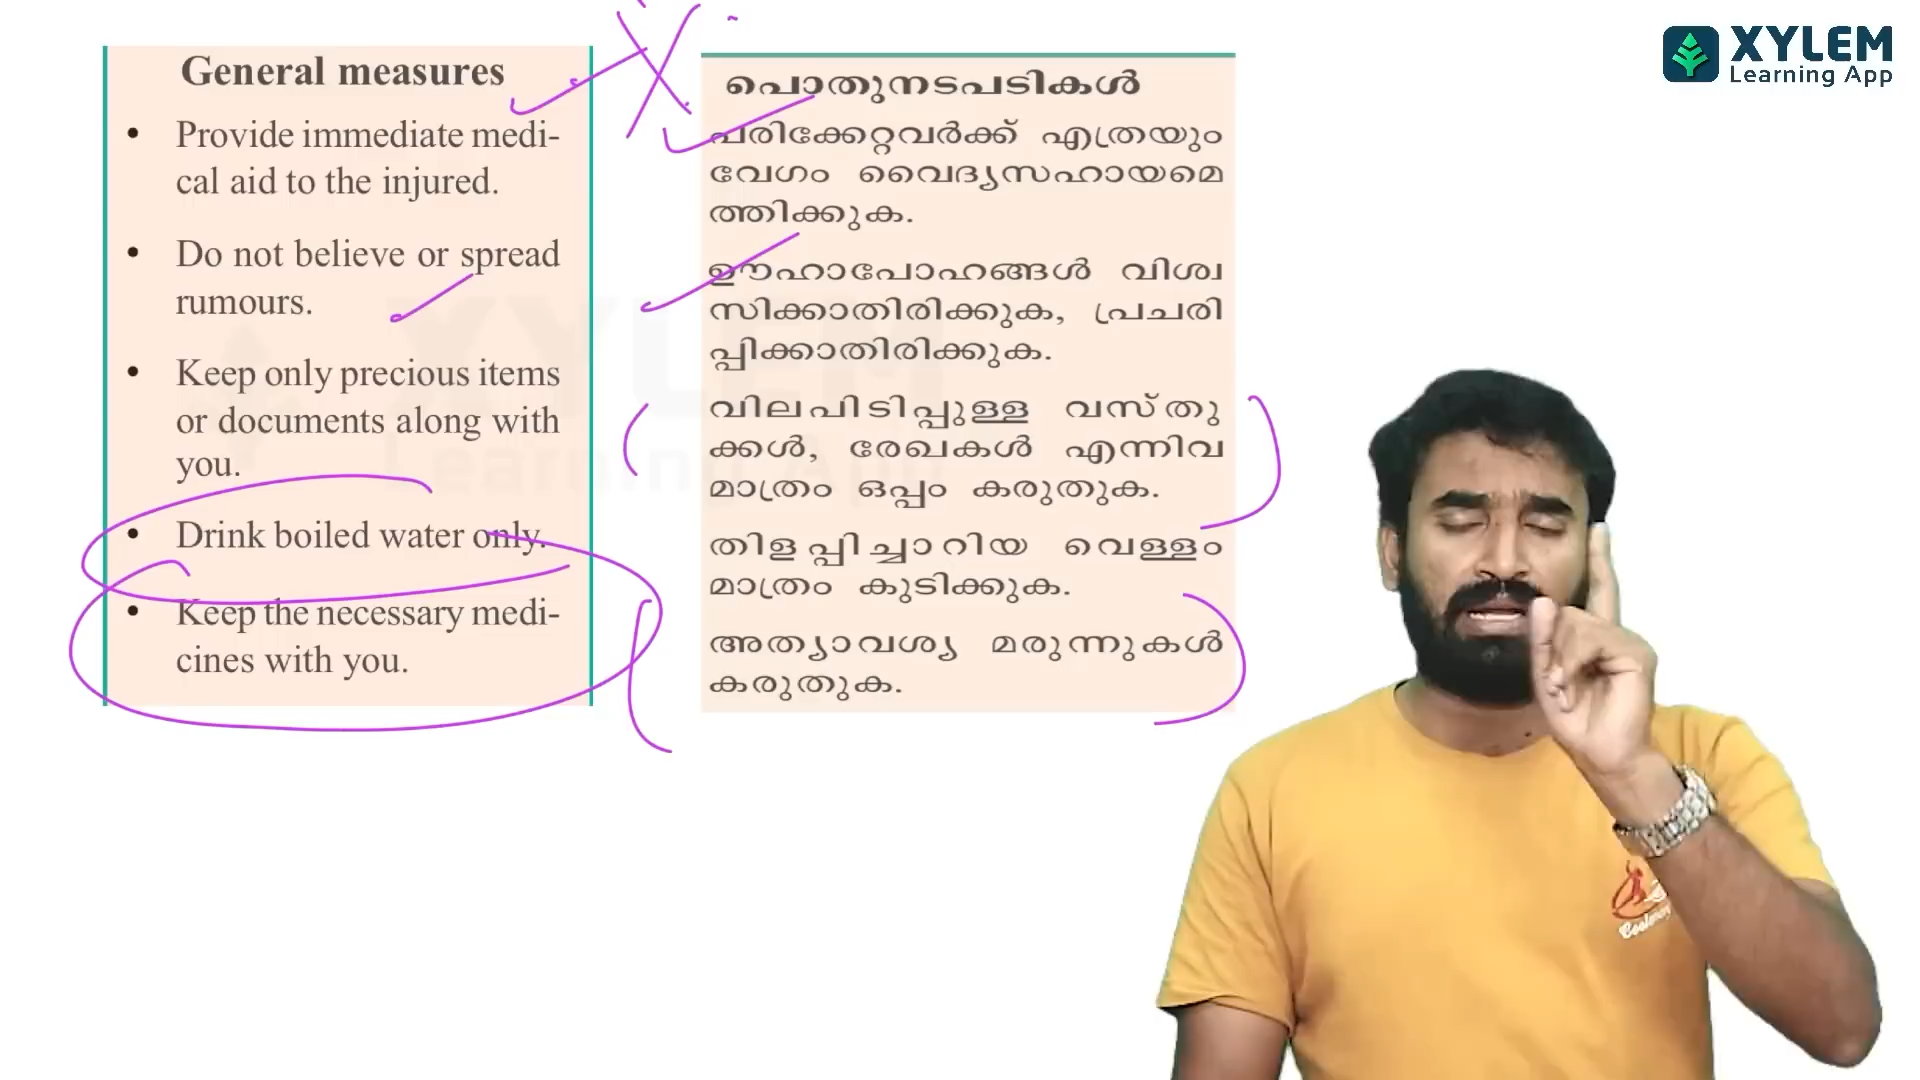 General measures
• Provide immediate medi-
cal aid to the injured.
• Do not believe or spread
rumours.
• Keep only precious items
or documents along with
you.
• Drink boiled water only.
• Keep the necessary medi-
cines with you.
പൊതുനടപടികൾ
പരിക്കേറ്റവർക്ക് എത്രയും
വേഗം വൈദ്യസഹായമെ
ത്തിക്കുക.
ഊഹാപോഹങ്ങൾ വിശ്വ
സിക്കാതിരിക്കുക, പ്രചരി
പ്പിക്കാതിരിക്കുക.
വിലപിടിപ്പുള്ള വസ്തു
ക്കൾ, രേഖകൾ എന്നിവ
മാത്രം ഒപ്പം കരുതുക.
തിളപ്പിച്ചാറിയ വെള്ളം
മാത്രം കുടിക്കുക.
അത്യാവശ്യ മരുന്നുകൾ
കരുതുക.
XYLEM
Learning App
XYLEM
Learning App